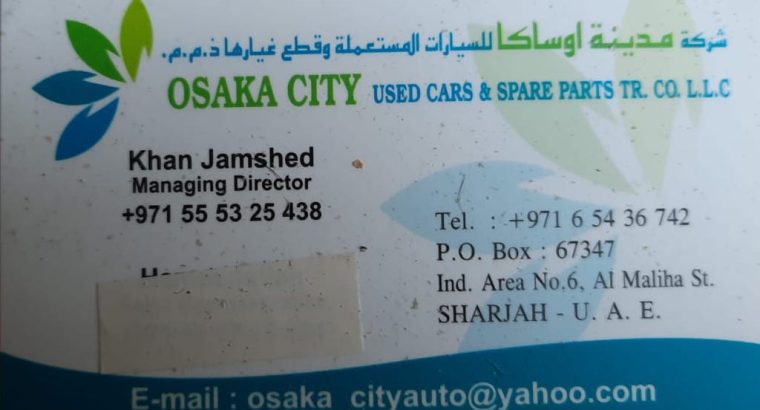 شركة مدينة اوساكا للسيارات المستعملة وقطع غيارها ذ.م.م.
OSAKA CITY USED CARS & SPARE PARTS TR. CO. L.L.C
Khan Jamshed
Managing Director
+971 55 53 25 438
Tel. : +971 6 54 36 742
P.O. Box : 67347
Ind. Area No.6, Al Maliha St.
SHARJAH - U. A. E.
E-mail : osaka_cityauto@yahoo.com